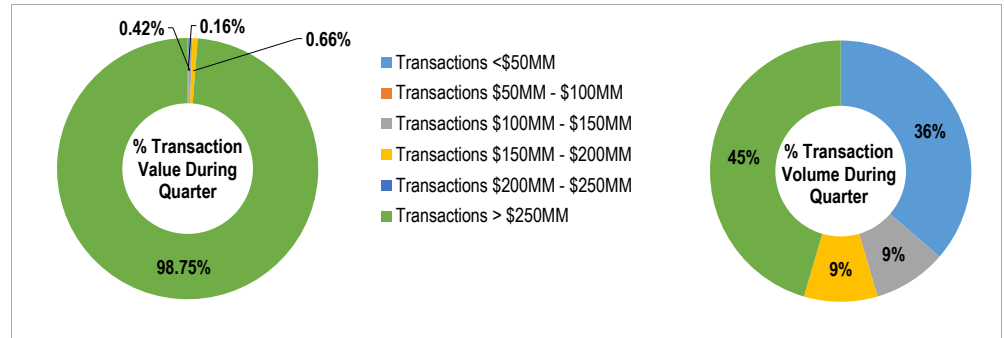 0.42%
0.16%
0.66%
% Transaction
Value During
Quarter
98.75%
Transactions <$50MM
Transactions $50MM - $100MM
Transactions $100MM - $150MM
Transactions $150MM - $200MM
Transactions $200MM - $250MM
Transactions > $250MM
36%
45%
% Transaction
Volume During
Quarter
9%
9%